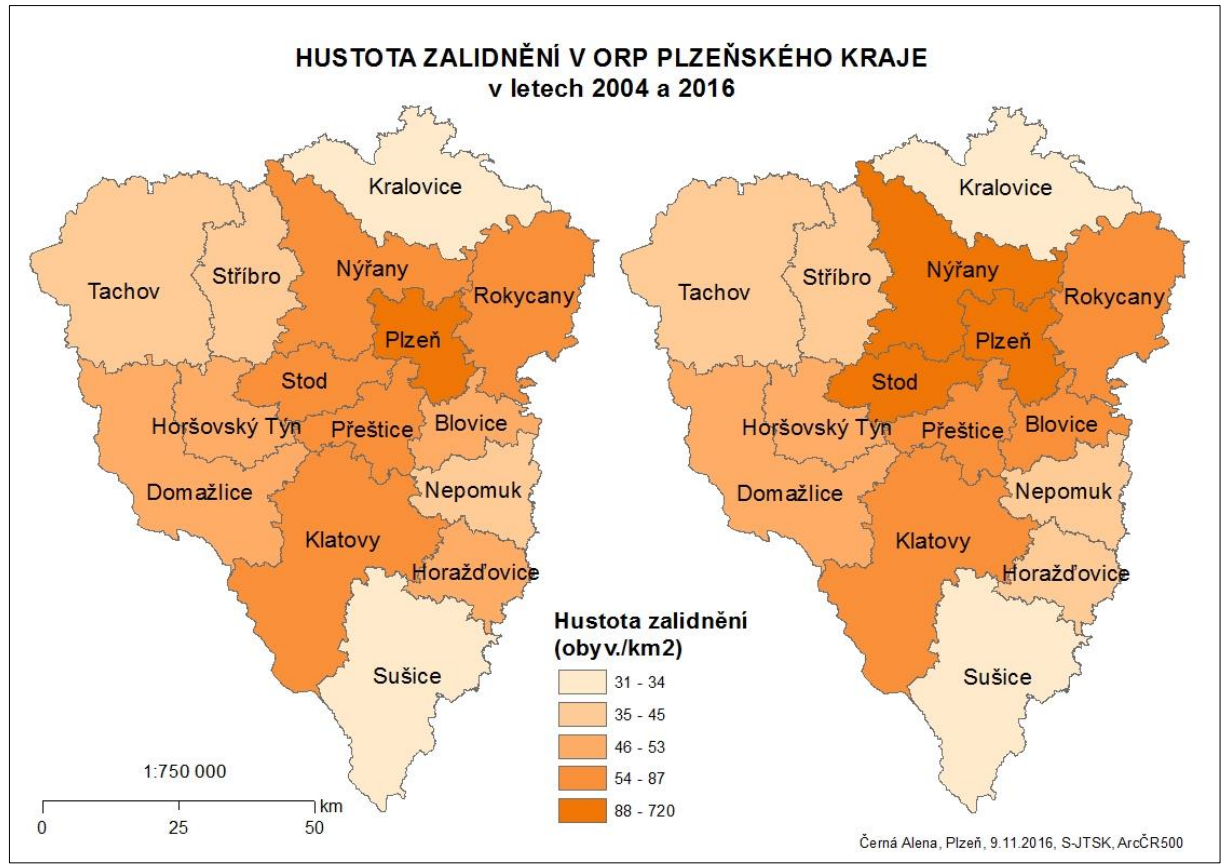 HUSTOTA ZALIDNĚNÍ V ORP PLZEŇSKÉHO KRAJE
v letech 2004 a 2016
Kralovice
Tachov
Stříbro
Nýřany
Rokycany
Plzeň
Stod
Horšovský Týn
Přeštice
Blovice
Domažlice
Nepomuk
Klatovy
Horažďovice
Sušice
Kralovice
Tachov
Stříbro
Nýřany
Rokycany
Plzeň
Stod
Horšovský Týn
Přeštice
Blovice
Domažlice
Nepomuk
Klatovy
Horažďovice
Sušice
Hustota zalidnění
(obyv./km2)
31 - 34
35 - 45
46 - 53
54 - 87
88 - 720
1:750 000
km
0 25 50
Černá Alena, Plzeň, 9.11.2016, S-JTSK, ArcČR500